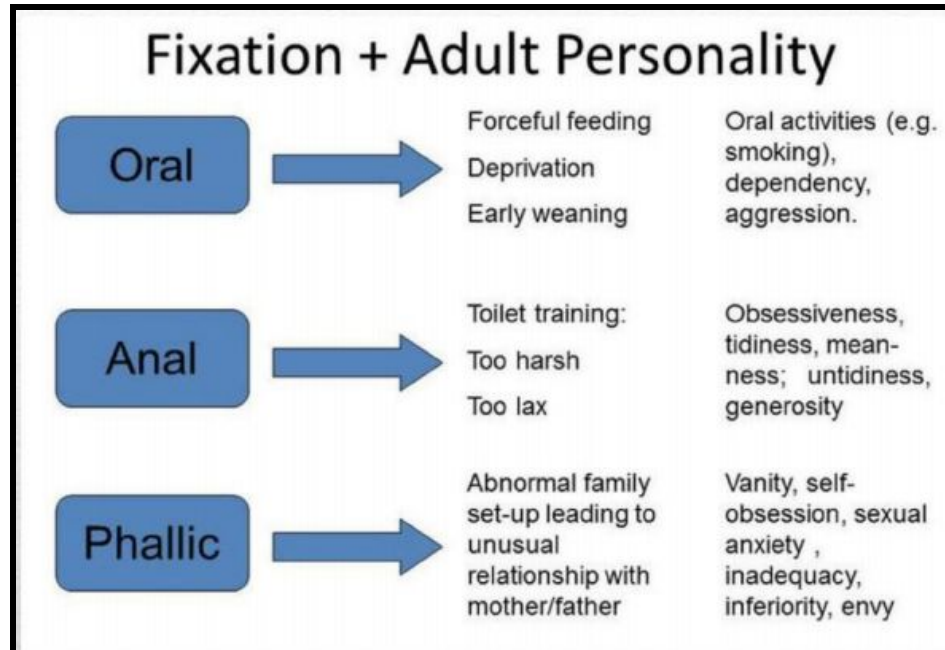 Fixation + Adult Personality
Oral
Forceful feeding
Deprivation
Early weaning
Oral activities (e.g.
smoking),
dependency,
aggression.
Anal
Toilet training:
Too harsh
Too lax
Obsessiveness,
tidiness, mean-
ness; untidiness,
generosity
Phallic
Abnormal family
set-up leading to
unusual
relationship with
mother/father
Vanity, self-
obsession, sexual
anxiety ,
inadequacy,
inferiority, envy